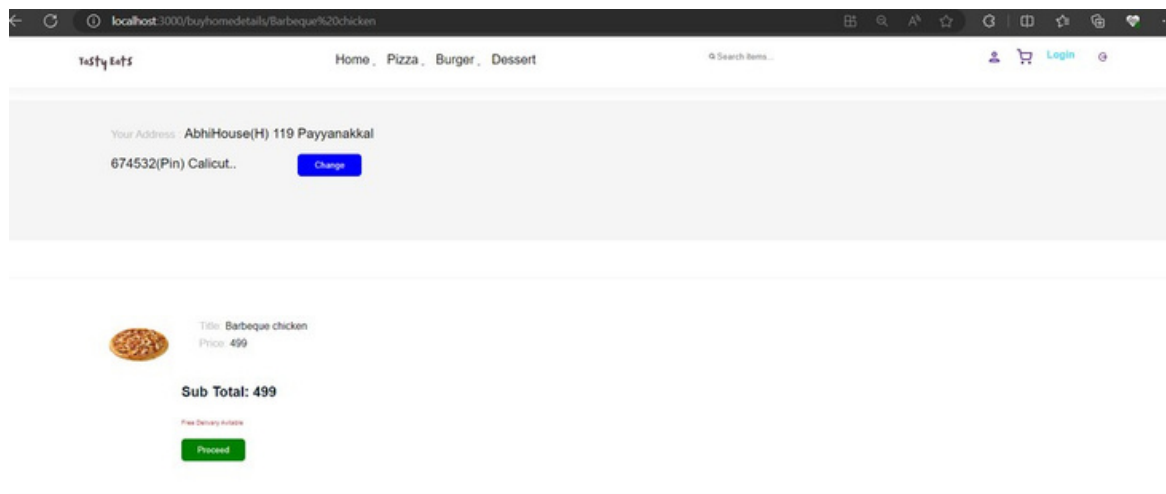 localhost:3000/buyhomedetails/Barbeque%20chicken
Tasty Eats
Home Pizza Burger Dessert
Search items...
Login
Your Address : AbhiHouse(H) 119 Payyanakkal
674532(Pin) Calicut..
Change
Title: Barbeque chicken
Price: 499
Sub Total: 499
Free Delivary Avilable
Proceed